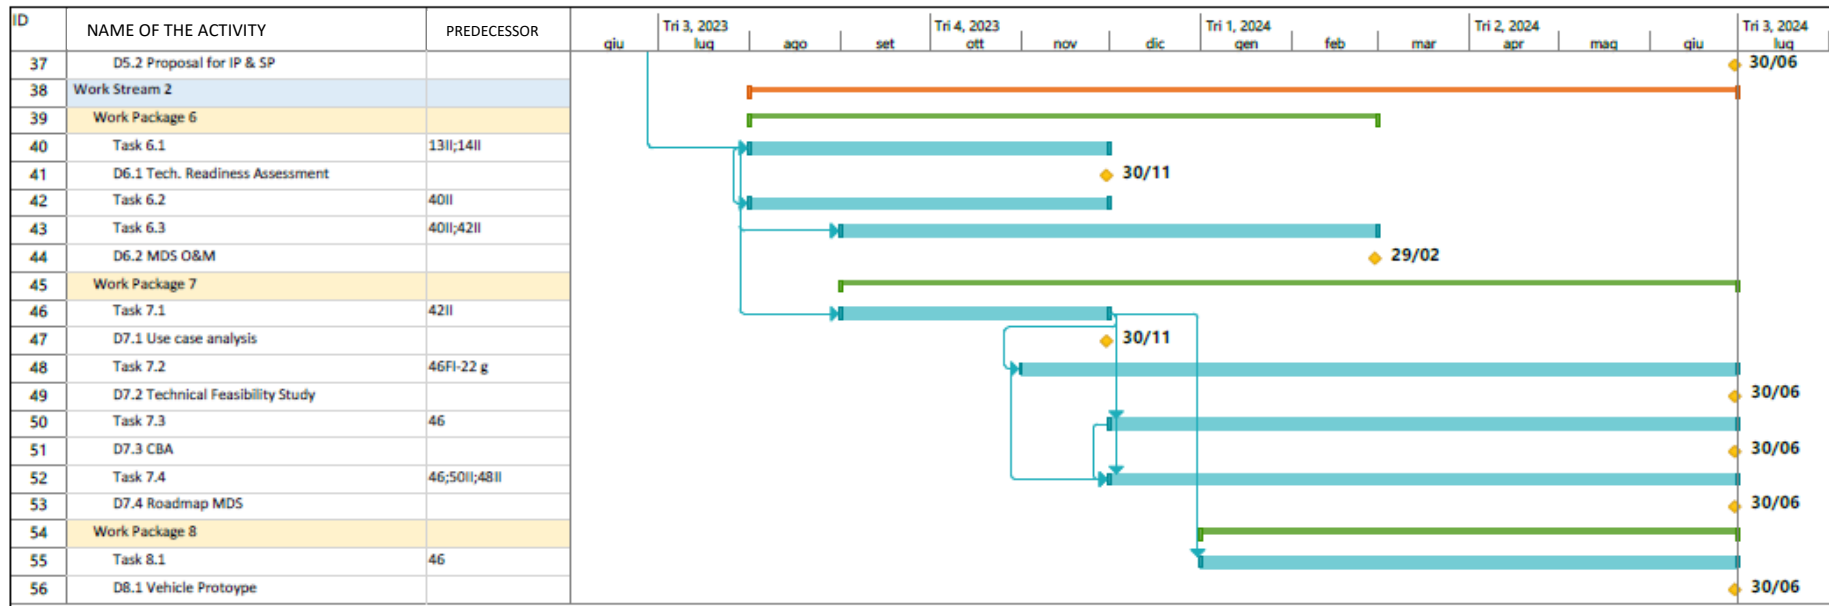 ID NAME OF THE ACTIVITY PREDECESSOR
Tri 3, 2023 Tri 4, 2023 Tri 1, 2024 Tri 2, 2024 Tri 3, 2024
giu lug ago set ott nov dic gen feb mar apr mag giu lug
37 D5.2 Proposal for IP & SP 30/06
38 Work Stream 2
39 Work Package 6
40 Task 6.1 13II;14II
41 D6.1 Tech. Readiness Assessment 30/11
42 Task 6.2 40II
43 Task 6.3 40II;42II
44 D6.2 MDS O&M 29/02
45 Work Package 7
46 Task 7.1 42II
47 D7.1 Use case analysis 30/11
48 Task 7.2 46FI-22 g
49 D7.2 Technical Feasibility Study 30/06
50 Task 7.3 46
51 D7.3 CBA 30/06
52 Task 7.4 46;50II;48II
53 D7.4 Roadmap MDS 30/06
54 Work Package 8
55 Task 8.1 46
56 D8.1 Vehicle Protoype 30/06